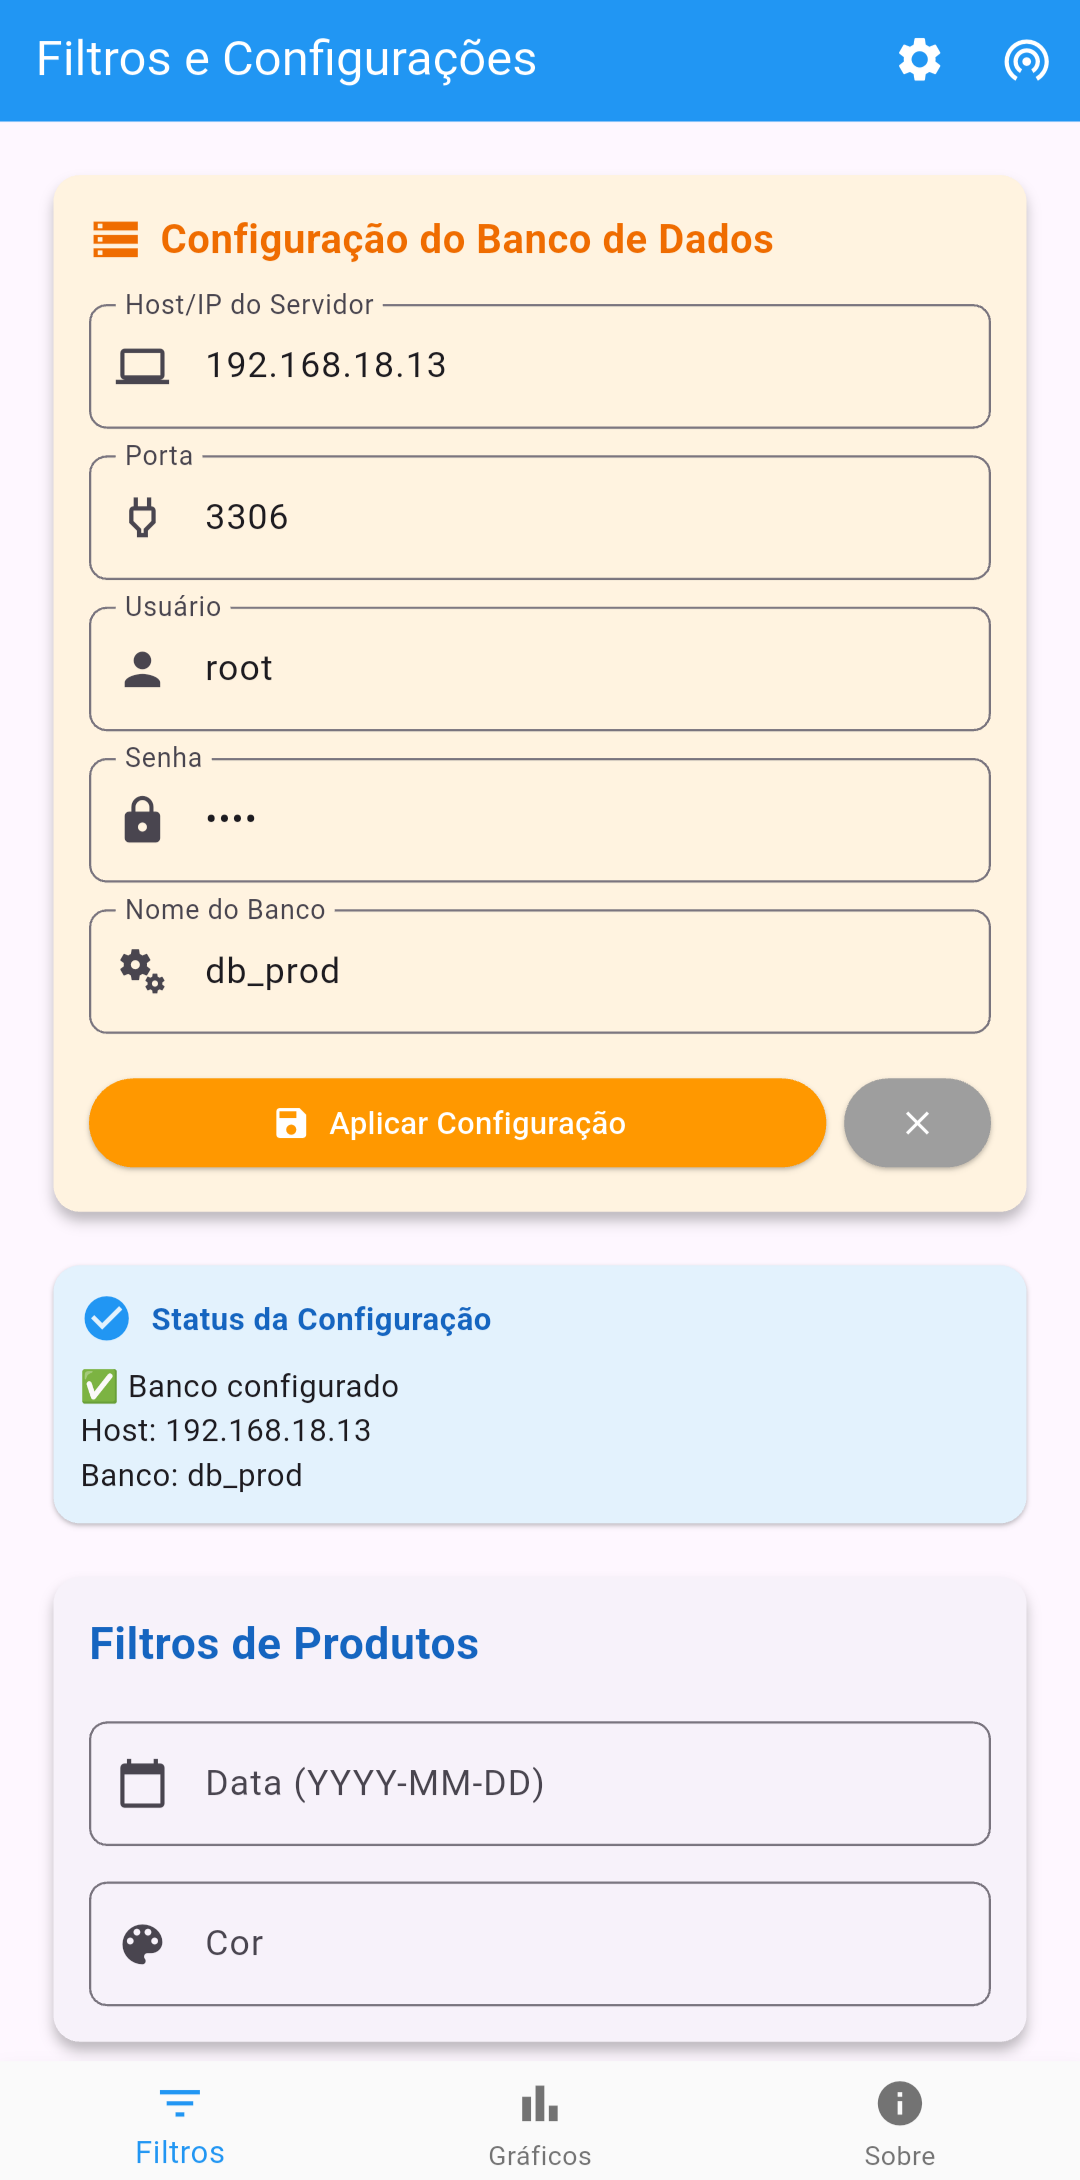 Filtros e Configurações
Configuração do Banco de Dados
Host/IP do Servidor
192.168.18.13
Porta
3306
Usuário
root
Senha
••••
Nome do Banco
db_prod
Aplicar Configuração
Status da Configuração
✅ Banco configurado
Host: 192.168.18.13
Banco: db_prod
Filtros de Produtos
Data (YYYY-MM-DD)
Cor
Filtros
Gráficos
Sobre